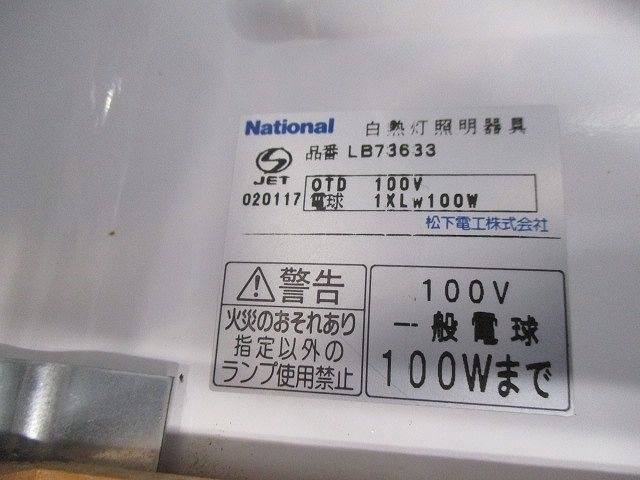 National 白熱灯照明器具
品番 LB73633
S
JET
OTD 100V
020117 電球 1XLw100W
松下電工株式会社
警告
火災のおそれあり
指定以外の
ランプ使用禁止
100V
一般電球
100Wまで